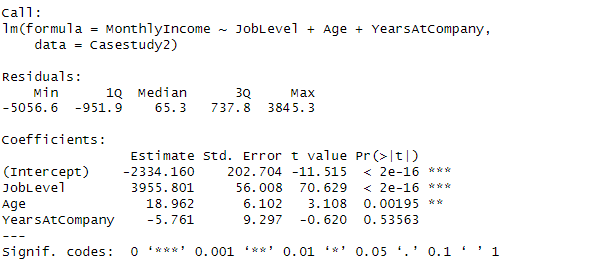 Call:
lm(formula = MonthlyIncome ~ JobLevel + Age + YearsAtCompany,
    data = Casestudy2)

Residuals:
    Min      1Q  Median      3Q     Max
-5056.6  -951.9    65.3   737.8  3845.3

Coefficients:
                Estimate Std. Error t value Pr(>|t|)
(Intercept)    -2334.160    202.704 -11.515  < 2e-16 ***
JobLevel        3955.801     56.008  70.629  < 2e-16 ***
Age               18.962      6.102   3.108  0.00195 **
YearsAtCompany    -5.761      9.297  -0.620  0.53563
---
Signif. codes:  0 ‘***’ 0.001 ‘**’ 0.01 ‘*’ 0.05 ‘.’ 0.1 ‘ ’ 1